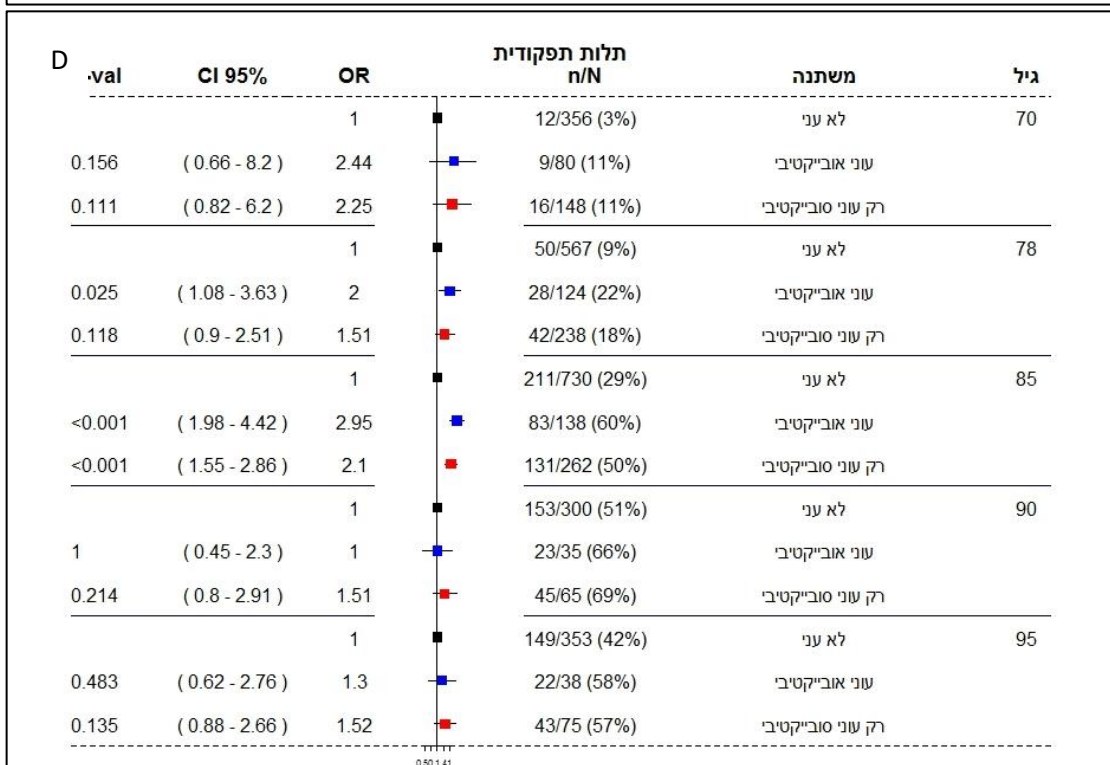 D
תלות תפקודית
גיל משתנה n/N OR CI 95% -val
70 לא עני 12/356 (3%) 1
עוני אובייקטיבי 9/80 (11%) 2.44 ( 0.66 - 8.2 ) 0.156
רק עוני סובייקטיבי 16/148 (11%) 2.25 ( 0.82 - 6.2 ) 0.111
78 לא עני 50/567 (9%) 1
עוני אובייקטיבי 28/124 (22%) 2 ( 1.08 - 3.63 ) 0.025
רק עוני סובייקטיבי 42/238 (18%) 1.51 ( 0.9 - 2.51 ) 0.118
85 לא עני 211/730 (29%) 1
עוני אובייקטיבי 83/138 (60%) 2.95 ( 1.98 - 4.42 ) <0.001
רק עוני סובייקטיבי 131/262 (50%) 2.1 ( 1.55 - 2.86 ) <0.001
90 לא עני 153/300 (51%) 1
עוני אובייקטיבי 23/35 (66%) 1 ( 0.45 - 2.3 ) 1
רק עוני סובייקטיבי 45/65 (69%) 1.51 ( 0.8 - 2.91 ) 0.214
95 לא עני 149/353 (42%) 1
עוני אובייקטיבי 22/38 (58%) 1.3 ( 0.62 - 2.76 ) 0.483
רק עוני סובייקטיבי 43/75 (57%) 1.52 ( 0.88 - 2.66 ) 0.135